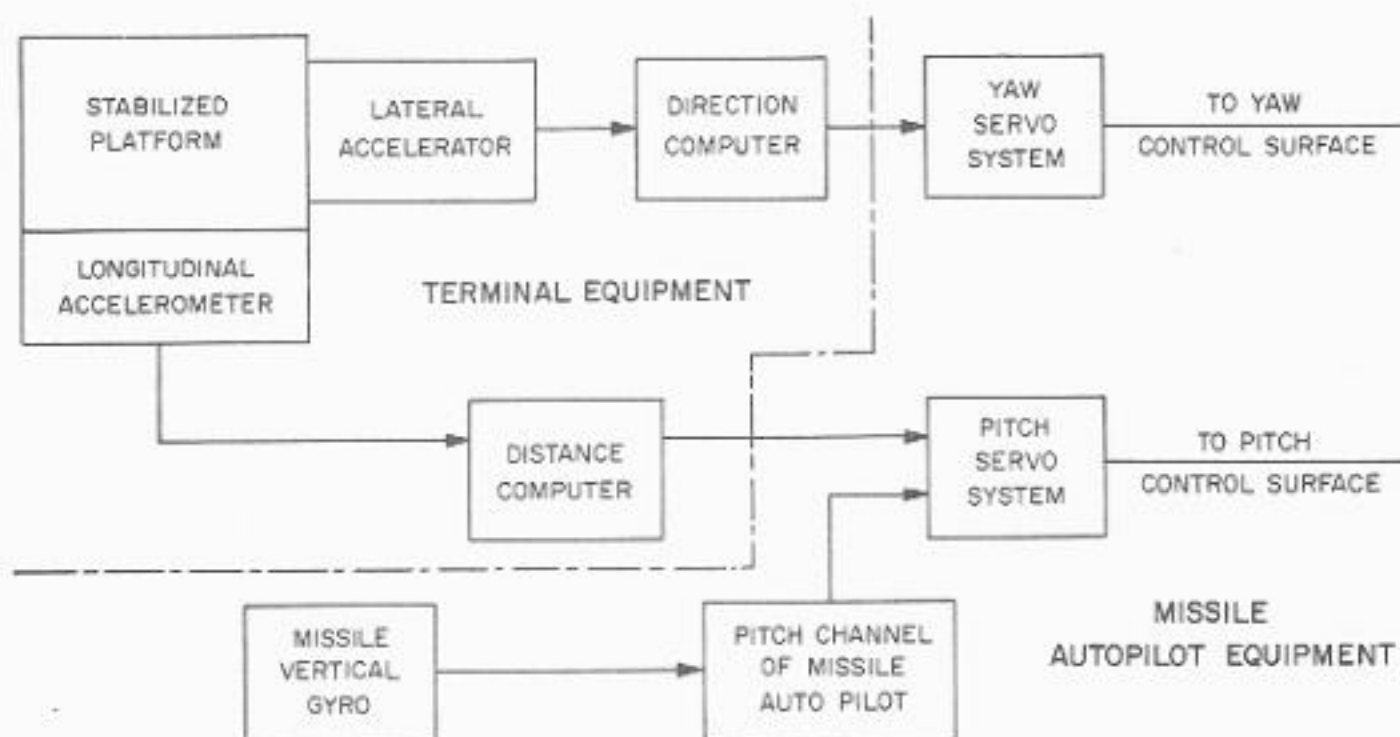 STABILIZED
PLATFORM
LATERAL
ACCELERATOR
DIRECTION
COMPUTER
YAW
SERVO
SYSTEM
TO YAW
CONTROL SURFACE
LONGITUDINAL
ACCELEROMETER
TERMINAL EQUIPMENT
DISTANCE
COMPUTER
PITCH
SERVO
SYSTEM
TO PITCH
CONTROL SURFACE
MISSILE
VERTICAL
GYRO
PITCH CHANNEL
OF MISSILE
AUTO PILOT
MISSILE
AUTOPILOT EQUIPMENT